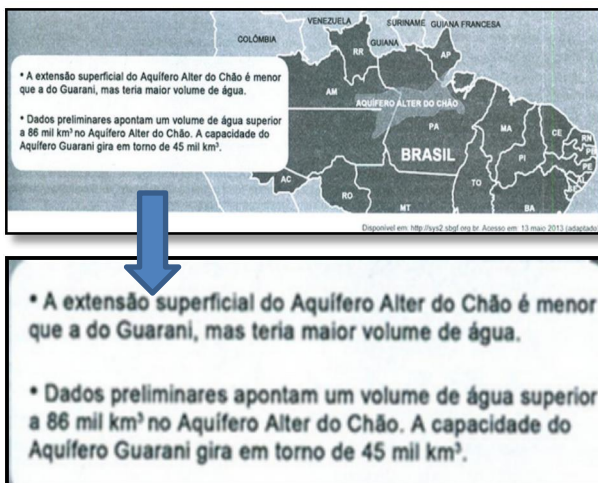 VENEZUELA
SURINAME
GUIANA FRANCESA
COLÔMBIA
GUIANA
RR
AP
• A extensão superficial do Aquífero Alter do Chão é menor
que a do Guarani, mas teria maior volume de água.
• Dados preliminares apontam um volume de água superior
a 86 mil km³ no Aquífero Alter do Chão. A capacidade do
Aquífero Guarani gira em torno de 45 mil km³.
AM
AQUÍFERO ALTER DO CHÃO
PA
MA
CE
RN
BRASIL
PI
PE
AC
RO
TO
MT
BA
Disponível em: http://sys2.sbgf.org.br. Acesso em: 13 maio 2013 (adaptado)
• A extensão superficial do Aquífero Alter do Chão é menor
que a do Guarani, mas teria maior volume de água.
• Dados preliminares apontam um volume de água superior
a 86 mil km³ no Aquífero Alter do Chão. A capacidade do
Aquífero Guarani gira em torno de 45 mil km³.